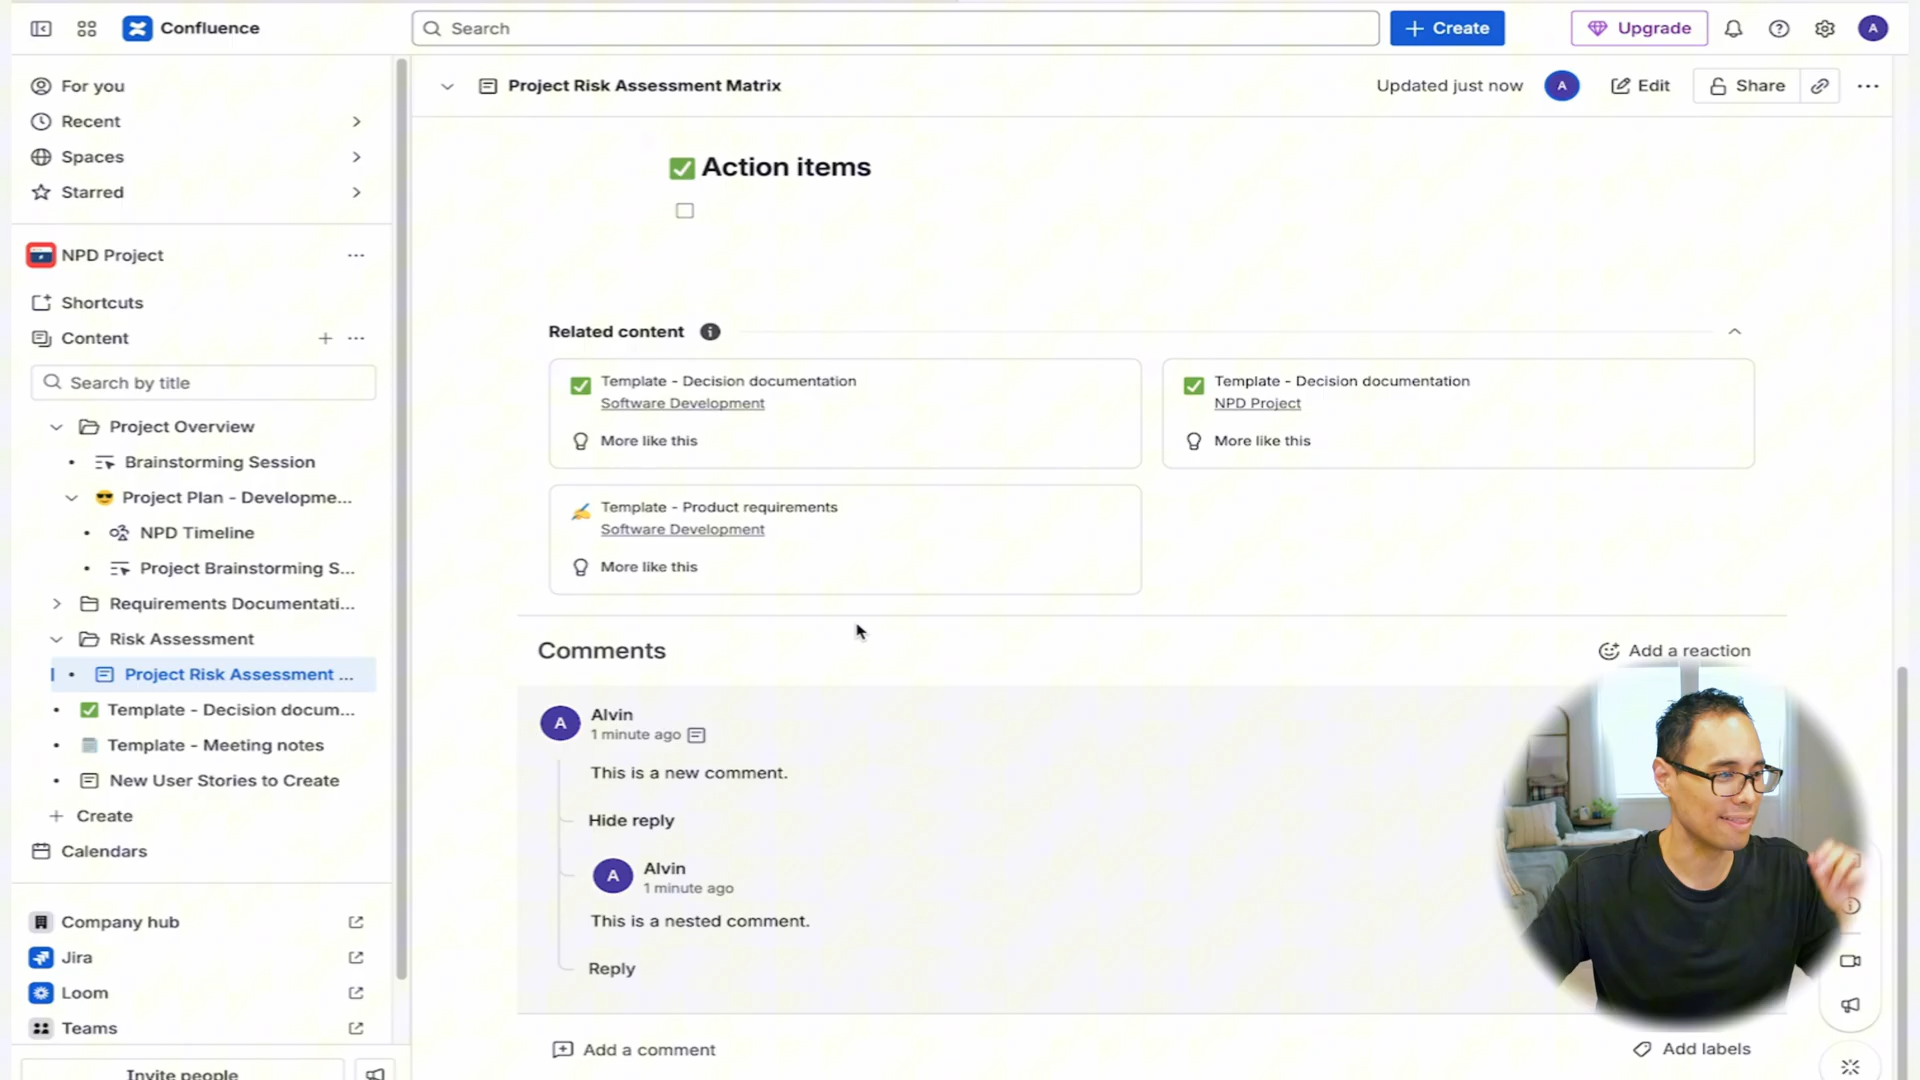 Confluence
Search
+ Create
Upgrade
A
For you
Recent
Spaces
Starred
NPD Project
Shortcuts
Content
Search by title
Project Overview
Brainstorming Session
Project Plan - Developme...
NPD Timeline
Project Brainstorming S...
Requirements Documentati...
Risk Assessment
Project Risk Assessment ...
Template - Decision docum...
Template - Meeting notes
New User Stories to Create
+ Create
Calendars
Company hub
Jira
Loom
Teams
Invite people
Project Risk Assessment Matrix
Updated just now
A
Edit
Share
Action items
Related content
Template - Decision documentation
Software Development
More like this
Template - Decision documentation
NPD Project
More like this
Template - Product requirements
Software Development
More like this
Comments
Add a reaction
A
Alvin
1 minute ago
This is a new comment.
Hide reply
A
Alvin
1 minute ago
This is a nested comment.
Reply
Add a comment
Add labels